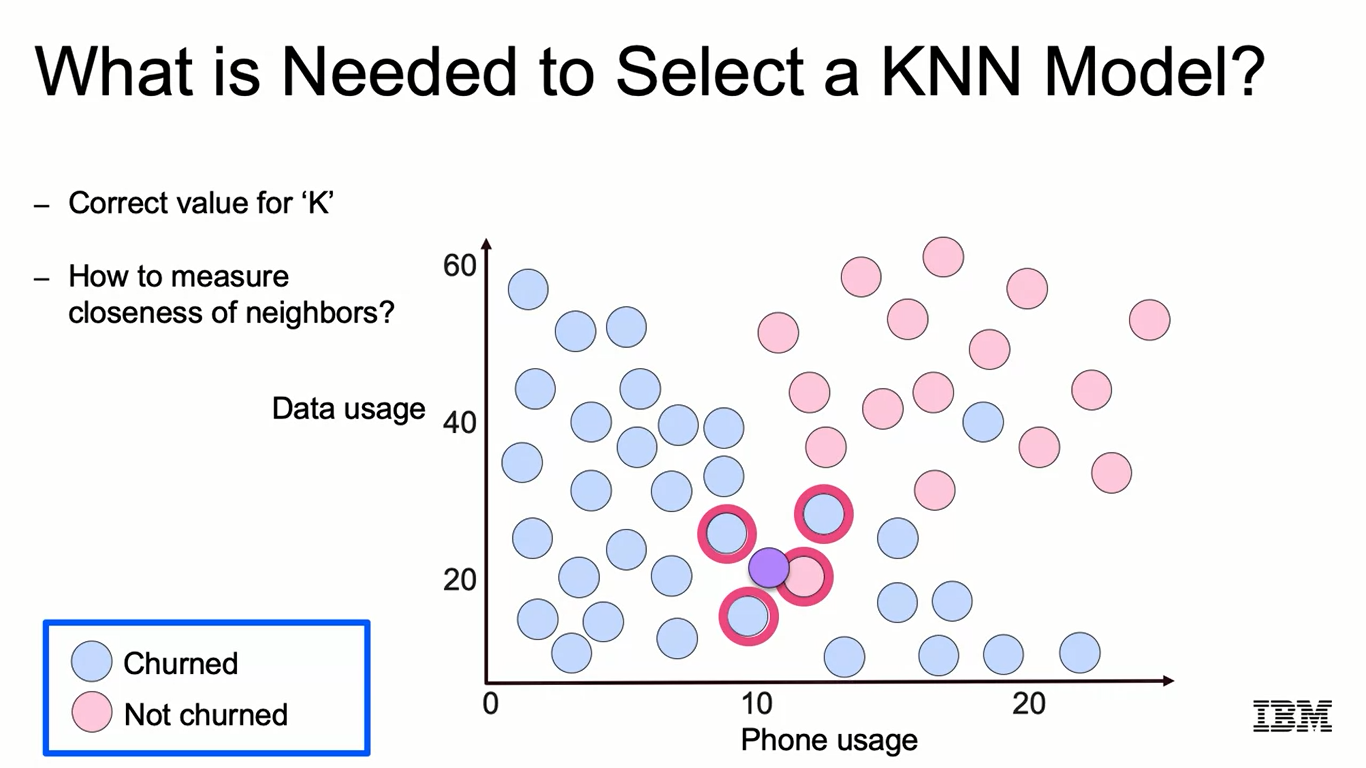 What is Needed to Select a KNN Model?
– Correct value for ‘K’
– How to measure
closeness of neighbors?
60
Data usage
40
20
0
10
20
Phone usage
Churned
Not churned
IBM